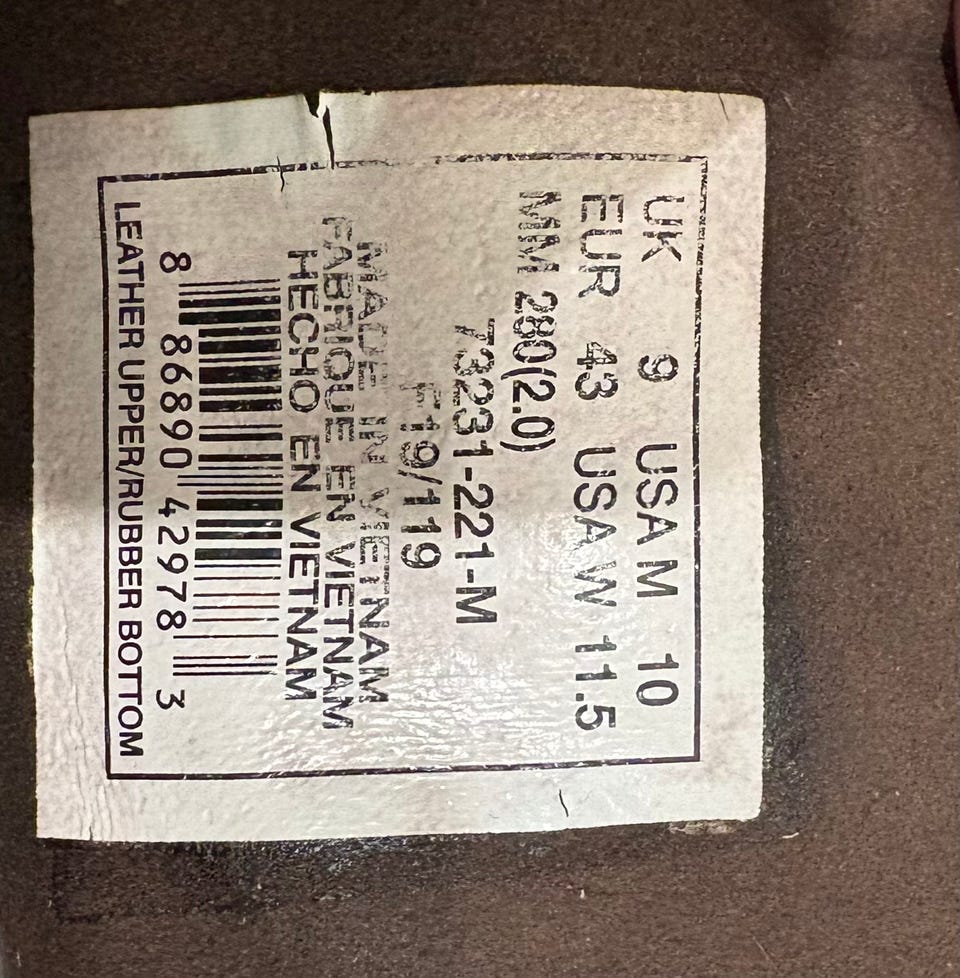 UK 9 USA M 10
EUR 43 USA W 11.5
MM 280(2.0)
73231-221-M
F19/119
MADE IN VIETNAM
FABRIQUE EN VIETNAM
HECHO EN VIETNAM
8 86890 42978 3
LEATHER UPPER/RUBBER BOTTOM